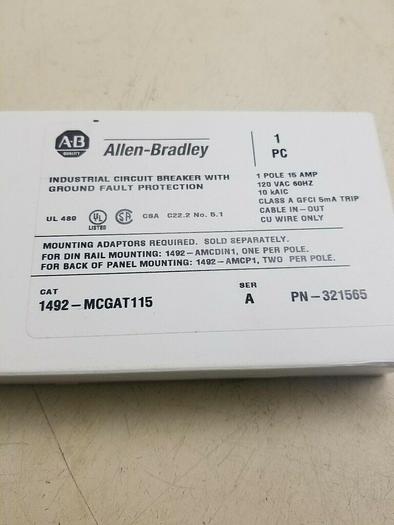 A·B
QUALITY
Allen-Bradley
1
PC
INDUSTRIAL CIRCUIT BREAKER WITH
GROUND FAULT PROTECTION
1 POLE 15 AMP
120 VAC 60HZ
10 kAIC
CLASS A GFCI 5mA TRIP
CABLE IN-OUT
CU WIRE ONLY
UL 489
UL
LISTED
SA
CSA C22.2 No. 5.1
MOUNTING ADAPTORS REQUIRED. SOLD SEPARATELY.
FOR DIN RAIL MOUNTING: 1492-AMCDIN1, ONE PER POLE.
FOR BACK OF PANEL MOUNTING: 1492-AMCP1, TWO PER POLE.
CAT
1492-MCGAT115
SER
A
PN-321565